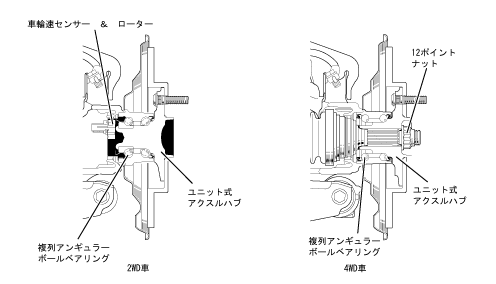 車輪速センサー & ローター
12ポイント
ナット
ユニット式
アクスルハブ
複列アンギュラー
ボールベアリング
2WD車
ユニット式
アクスルハブ
複列アンギュラー
ボールベアリング
4WD車